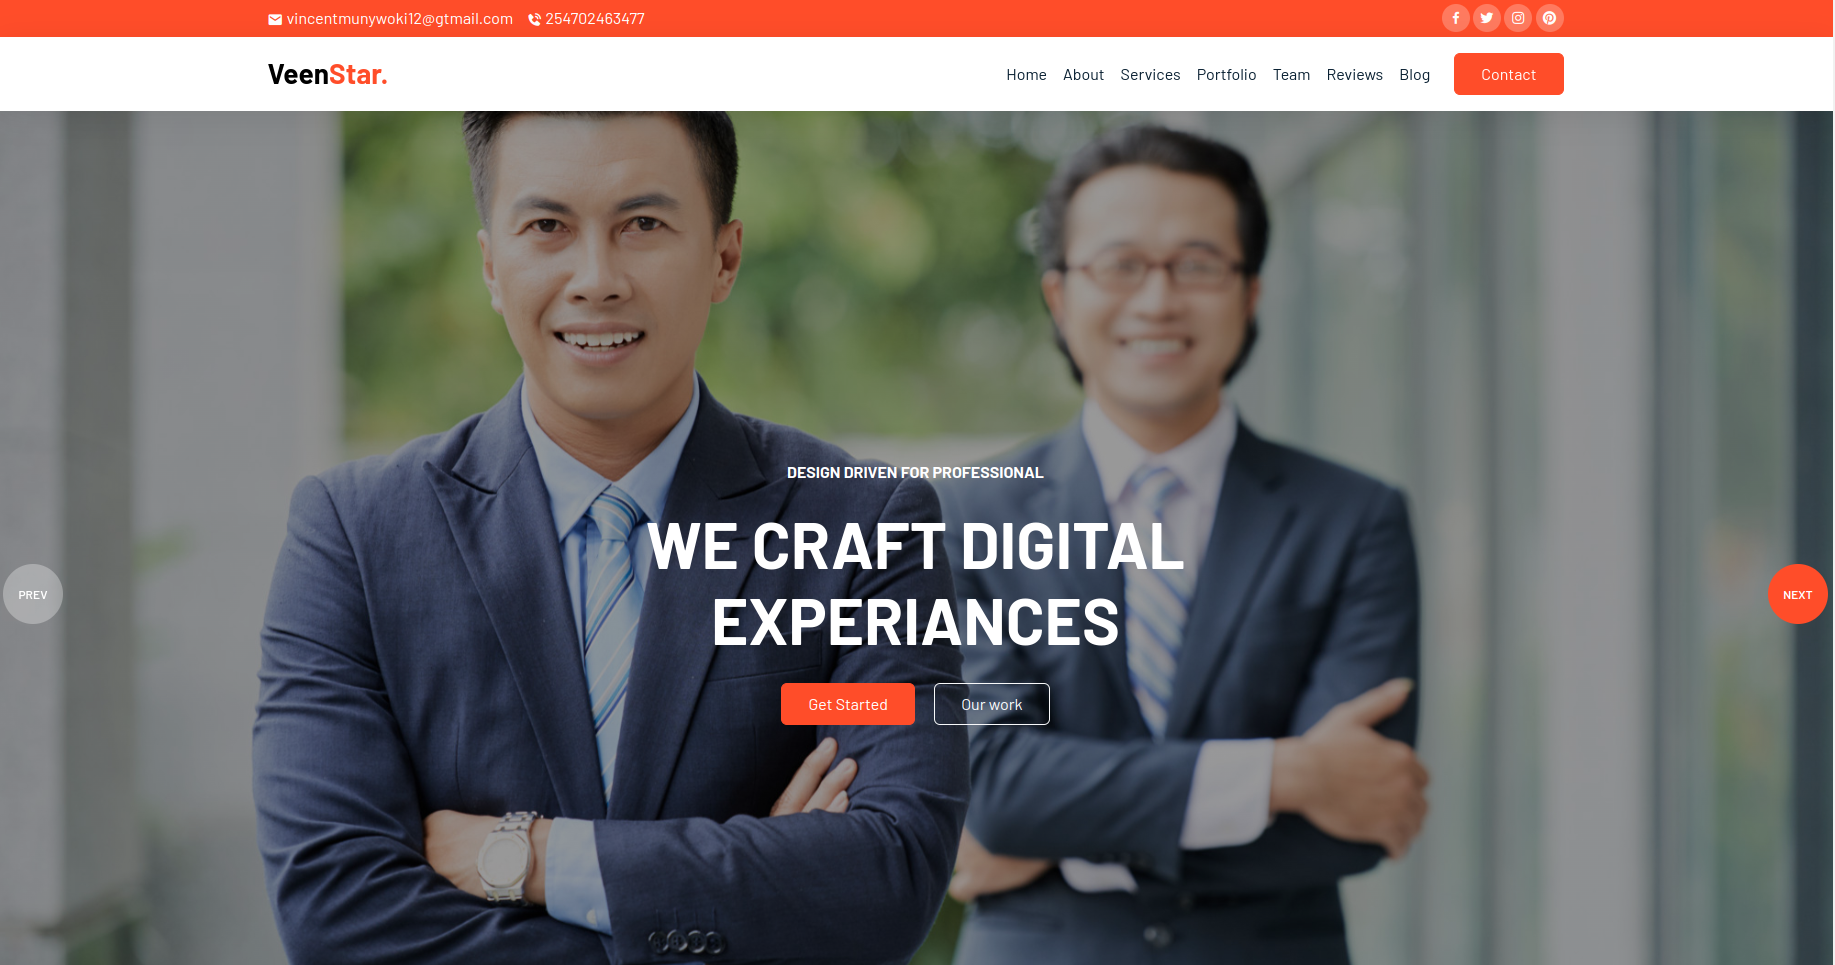 vincentmunywoki12@gtmail.com 254702463477
VeenStar.
Home About Services Portfolio Team Reviews Blog Contact
DESIGN DRIVEN FOR PROFESSIONAL
WE CRAFT DIGITAL
EXPERIANCES
PREV
NEXT
Get Started Our work